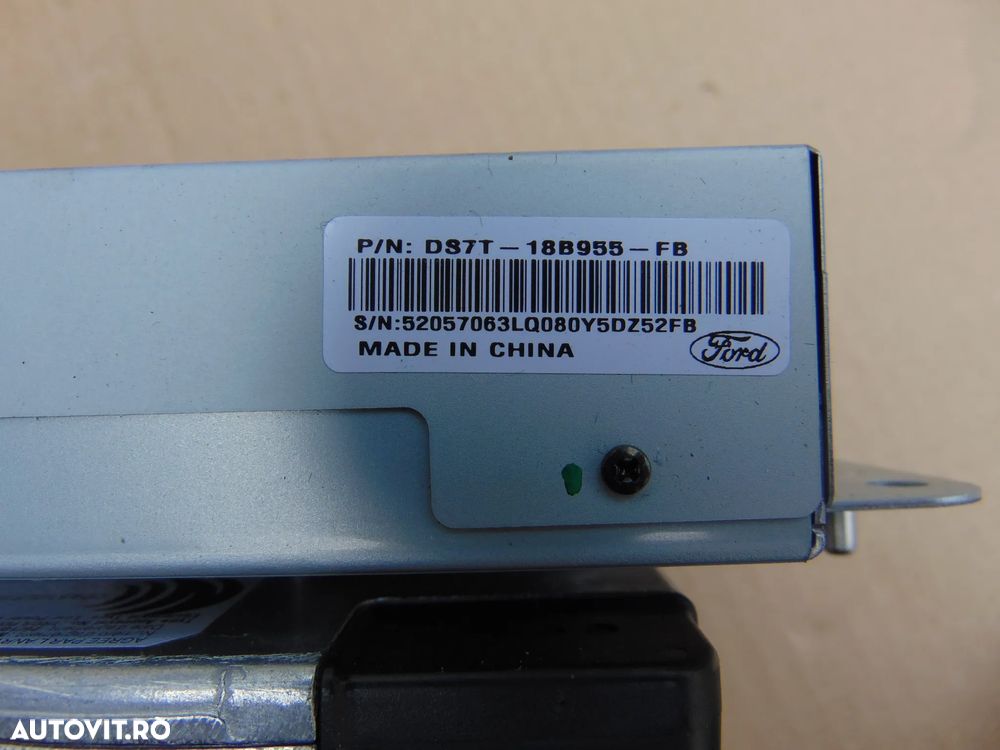 P/N: DS7T-18B955-FB
S/N:52057063LQ080Y5DZ52FB
MADE IN CHINA
Ford
AUTOVIT.RO